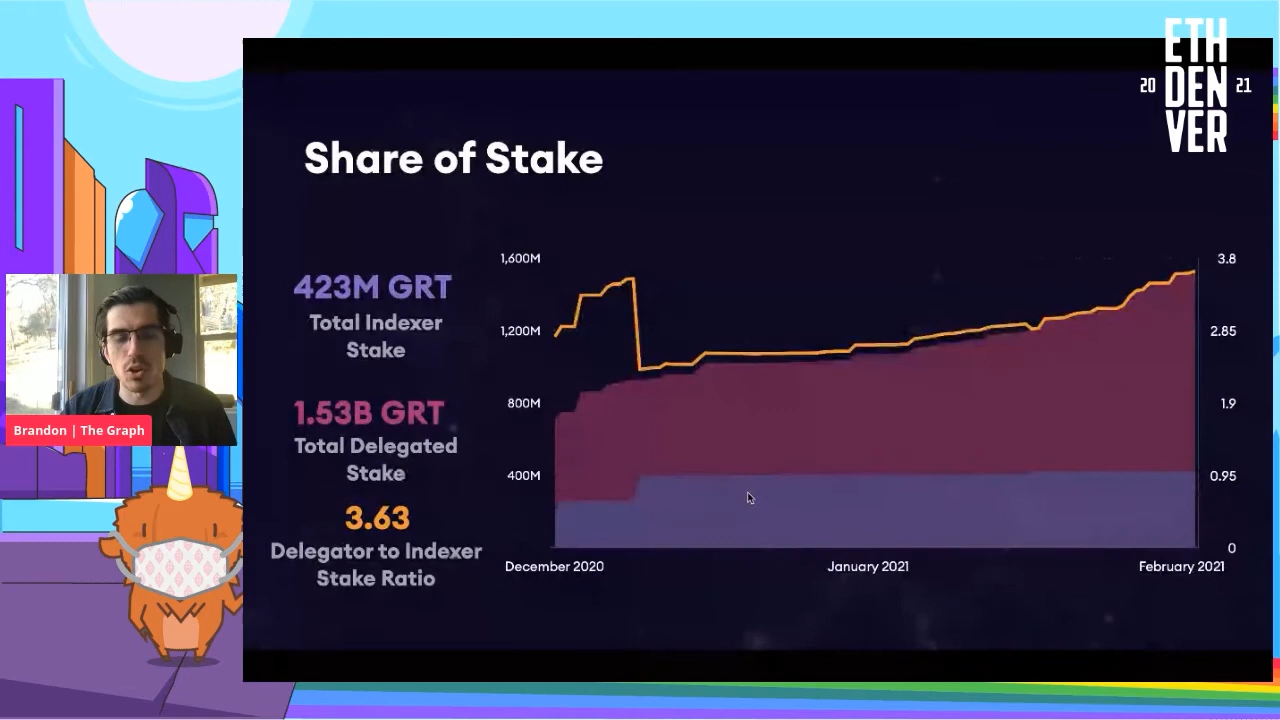 ETH
20 DEN 21
VER
Share of Stake
423M GRT
Total Indexer
Stake
1.53B GRT
Total Delegated
Stake
3.63
Delegator to Indexer
Stake Ratio
1,600M
1,200M
800M
400M
3.8
2.85
1.9
0.95
0
December 2020
January 2021
February 2021
Brandon | The Graph